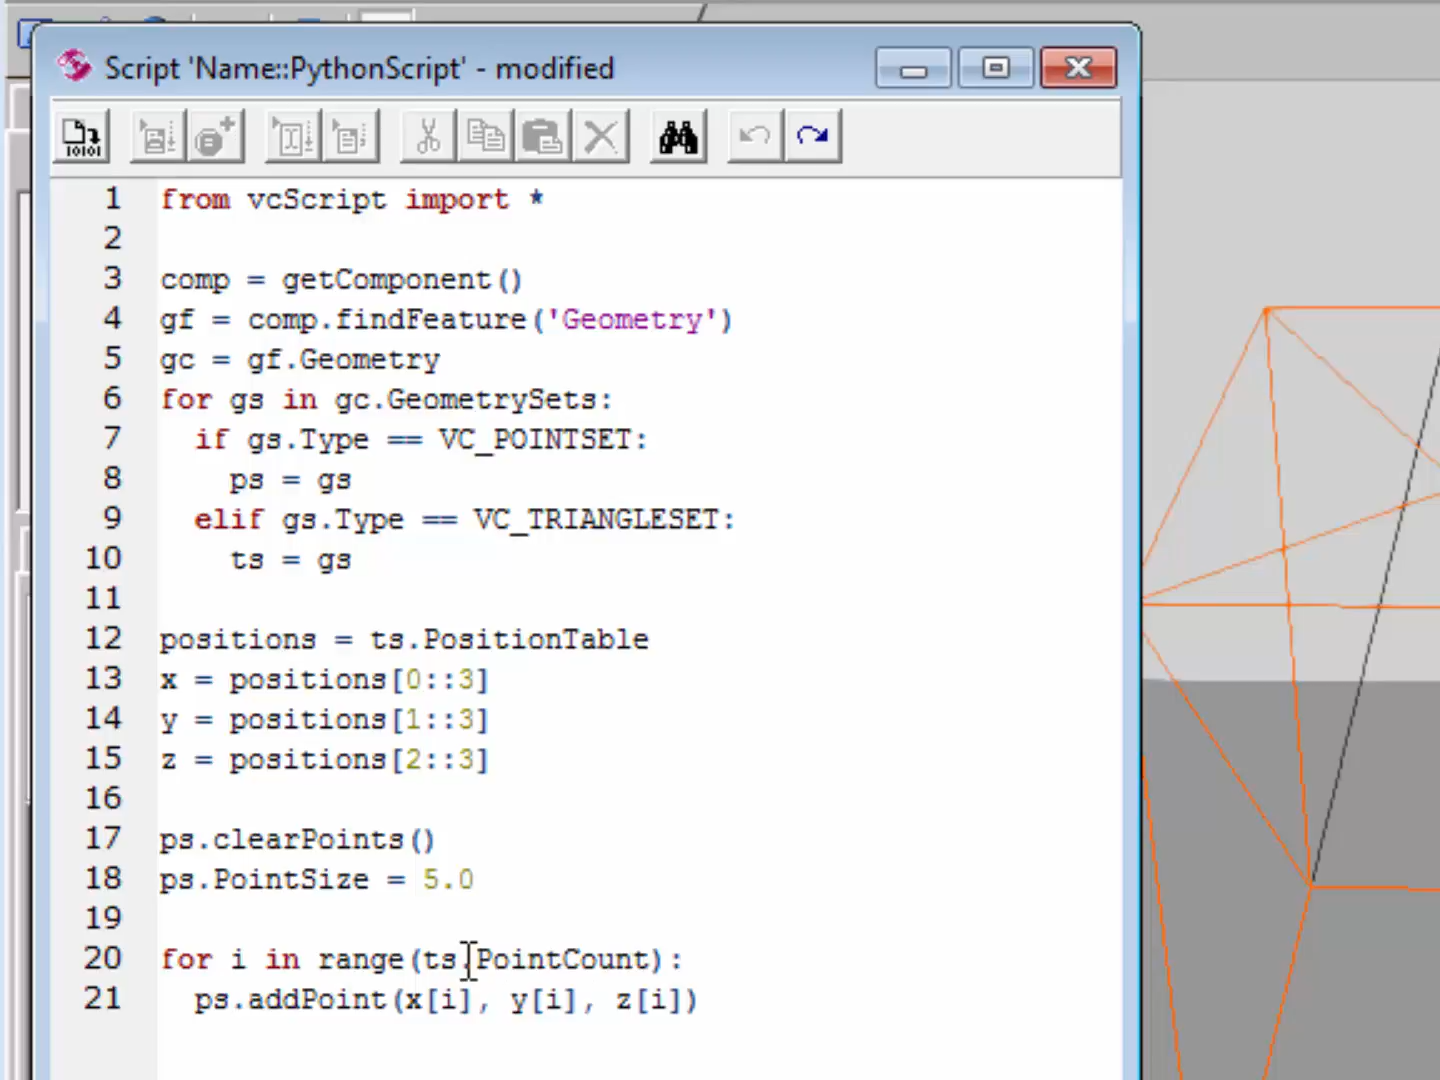 Script 'Name::PythonScript' - modified
10101
1 from vcScript import *
2
3 comp = getComponent()
4 gf = comp.findFeature('Geometry')
5 gc = gf.Geometry
6 for gs in gc.GeometrySets:
7 if gs.Type == VC_POINTSET:
8 ps = gs
9 elif gs.Type == VC_TRIANGLESET:
10 ts = gs
11
12 positions = ts.PositionTable
13 x = positions[0::3]
14 y = positions[1::3]
15 z = positions[2::3]
16
17 ps.clearPoints()
18 ps.PointSize = 5.0
19
20 for i in range(ts.PointCount):
21 ps.addPoint(x[i], y[i], z[i])